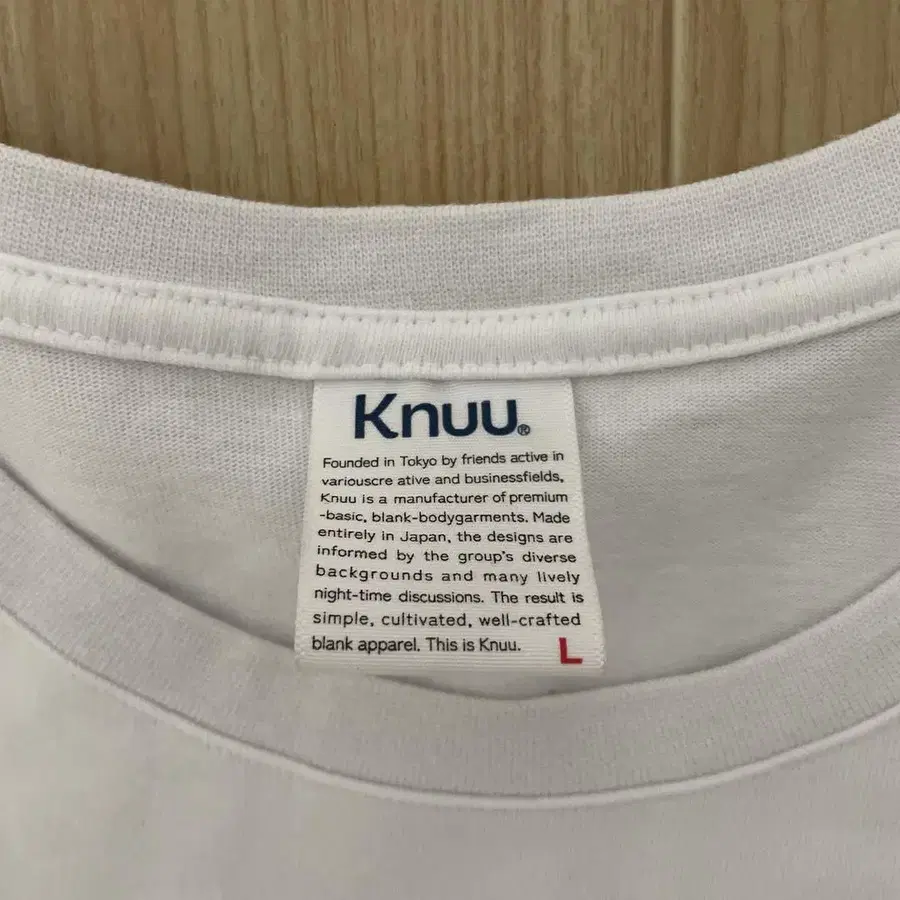 Knuu®
Founded in Tokyo by friends active in
variouscre ative and businessfields,
Knuu is a manufacturer of premium
-basic, blank-bodygarments. Made
entirely in Japan, the designs are
informed by the group's diverse
backgrounds and many lively
night-time discussions. The result is
simple, cultivated, well-crafted
blank apparel. This is Knuu.
L